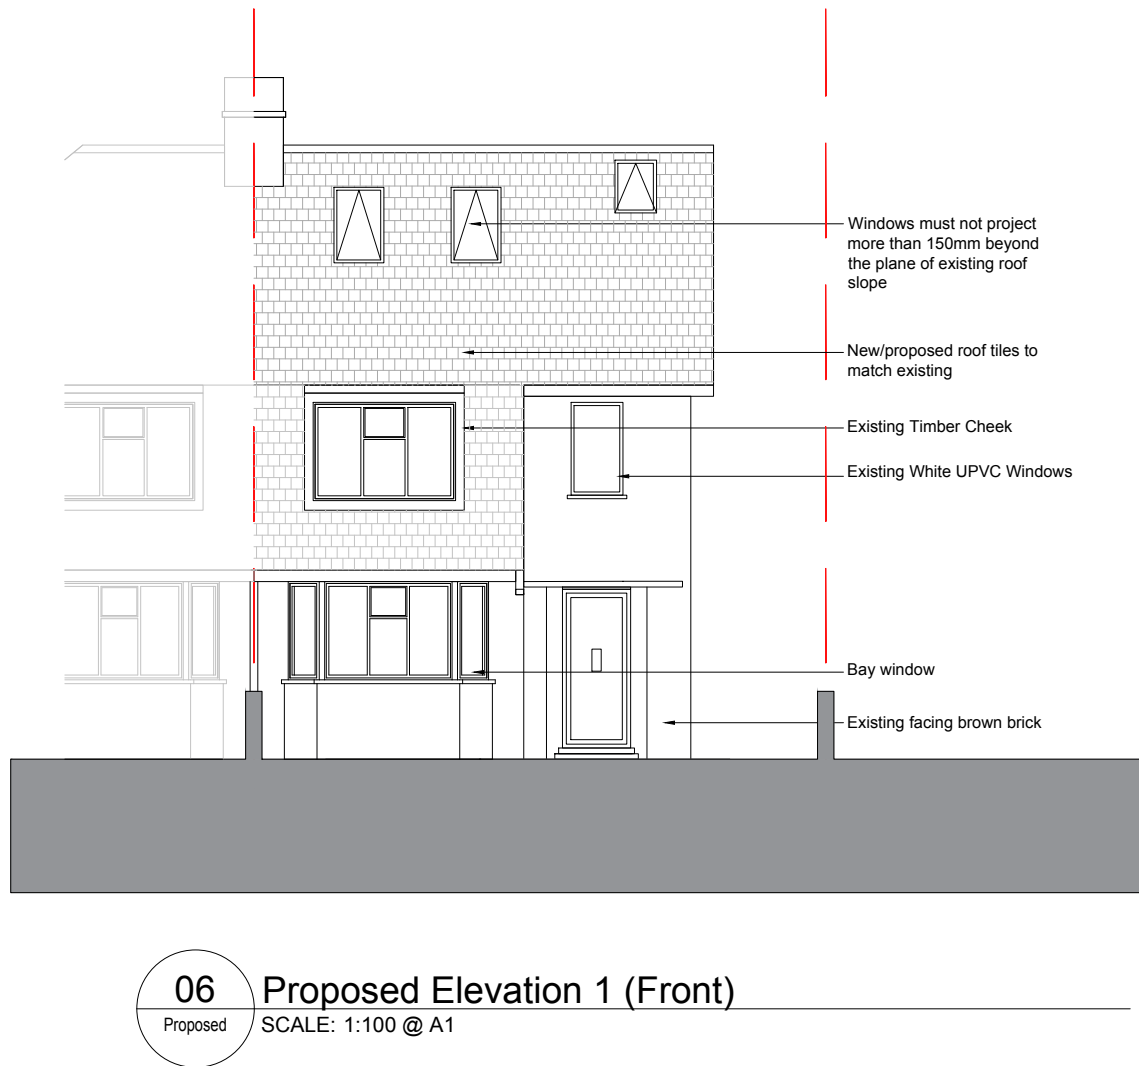 Windows must not project
more than 150mm beyond
the plane of existing roof
slope
New/proposed roof tiles to
match existing
Existing Timber Cheek
Existing White UPVC Windows
Bay window
Existing facing brown brick
06
Proposed
Proposed Elevation 1 (Front)
SCALE: 1:100 @ A1